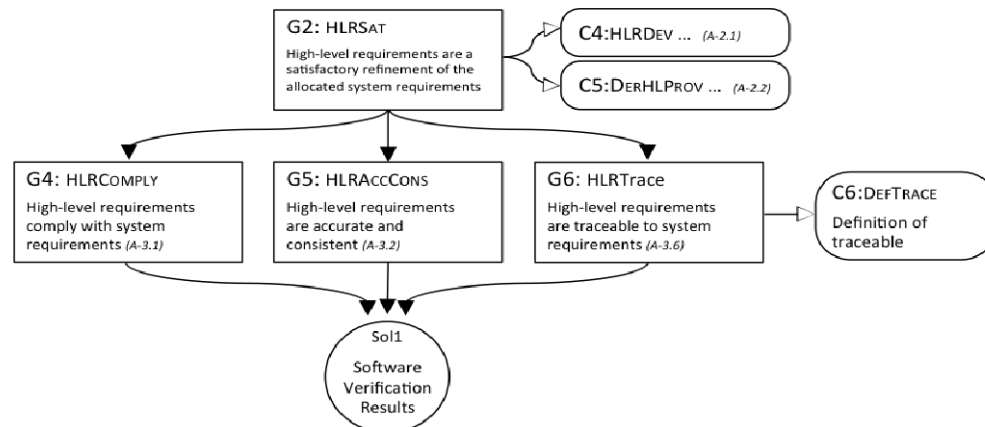 G2: HLRSAT
High-level requirements are a
satisfactory refinement of the
allocated system requirements
C4:HLRDEV ... (A-2.1)
C5:DERHLPROV ... (A-2.2)
G4: HLRCOMPLY
High-level requirements
comply with system
requirements (A-3.1)
G5: HLRACCCONS
High-level requirements
are accurate and
consistent (A-3.2)
G6: HLRTrace
High-level requirements
are traceable to system
requirements (A-3.6)
C6:DEFTRACE
Definition of
traceable
Sol1
Software
Verification
Results